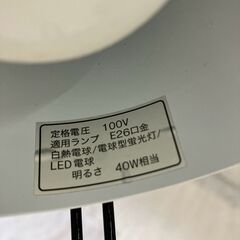 定格電圧 100V
適用ランプ E26口金
白熱電球/電球型蛍光灯/
LED電球
明るさ 40W相当